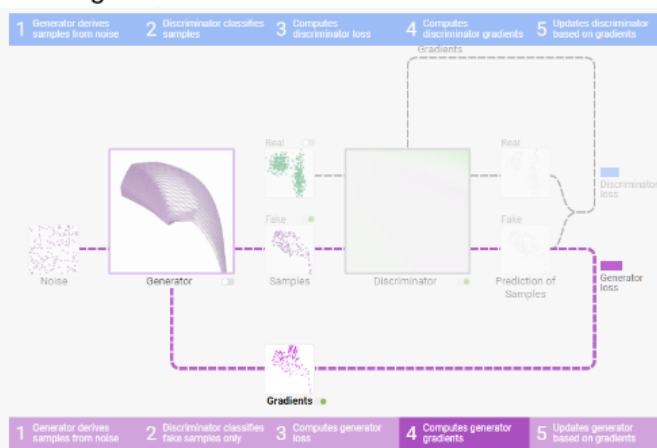 1 Generator derives samples from noise
2 Discriminator classifies samples
3 Computes discriminator loss
4 Computes discriminator gradients
5 Updates discriminator based on gradients
Gradients
Real
Real
Discriminator
loss
Fake
Fake
Generator
loss
Noise
Generator
Samples
Discriminator
Prediction of
Samples
Gradients
1 Generator derives samples from noise
2 Discriminator classifies fake samples only
3 Computes generator loss
4 Computes generator gradients
5 Updates generator based on gradients